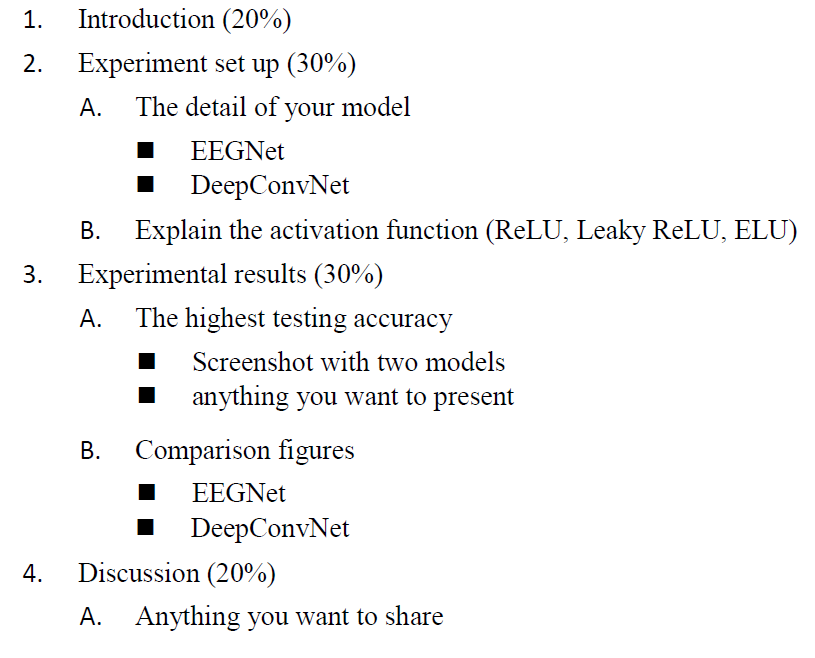 1. Introduction (20%)
2. Experiment set up (30%)
A. The detail of your model
■ EEGNet
■ DeepConvNet
B. Explain the activation function (ReLU, Leaky ReLU, ELU)
3. Experimental results (30%)
A. The highest testing accuracy
■ Screenshot with two models
■ anything you want to present
B. Comparison figures
■ EEGNet
■ DeepConvNet
4. Discussion (20%)
A. Anything you want to share